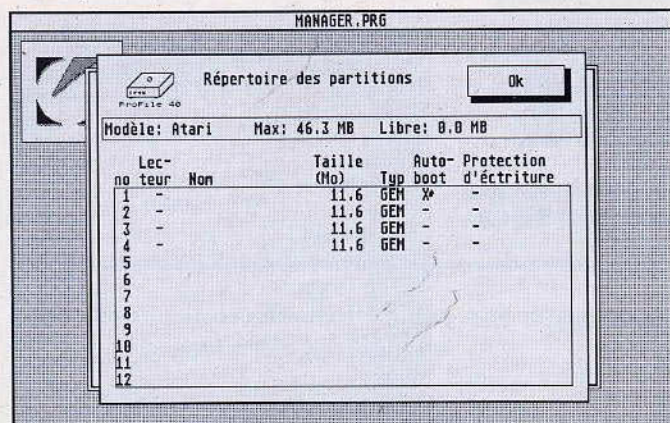 MANAGER.PRG
Répertoire des partitions
Ok
ProFile 40
Modèle: Atari Max: 46.3 MB Libre: 0.0 MB
Lec- Taille Auto- Protection
no teur Nom (Mo) Typ boot d'éctriture
1 - 11.6 GEM X• -
2 - 11.6 GEM - -
3 - 11.6 GEM - -
4 - 11.6 GEM - -
5
6
7
8
9
10
11
12